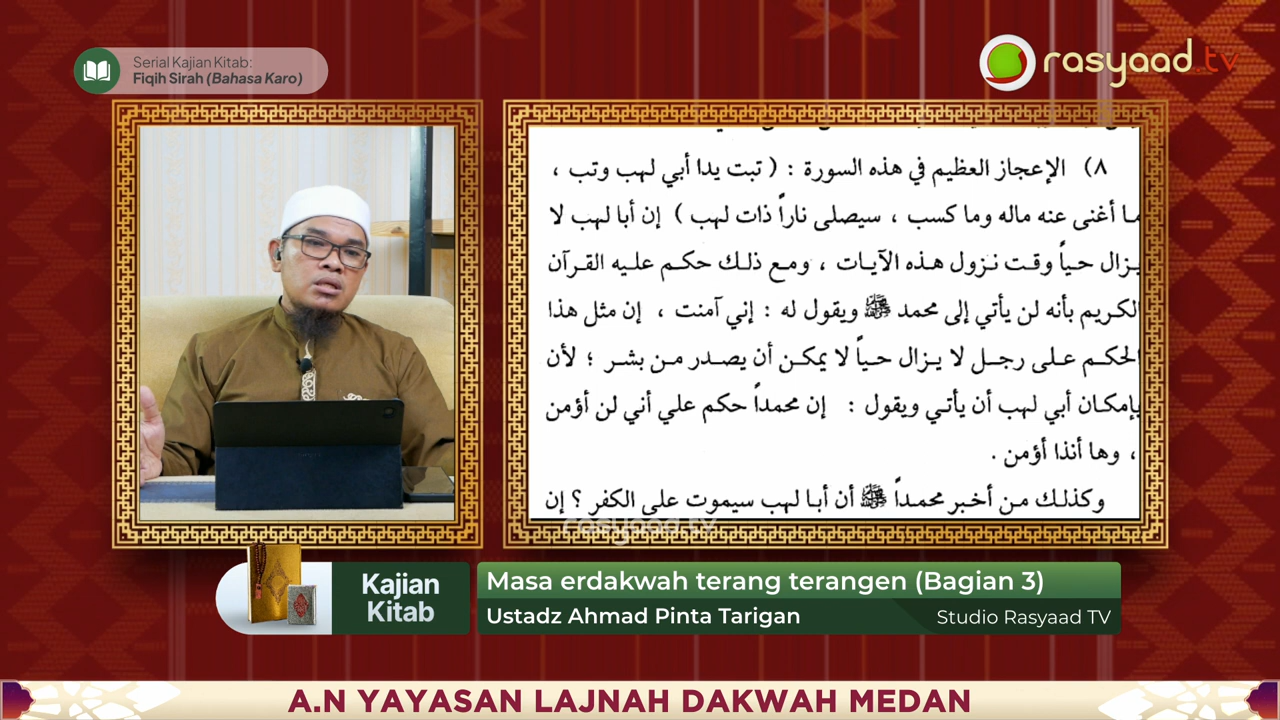 Serial Kajian Kitab:
Fiqih Sirah (Bahasa Karo)
rasyaad tv
٨) الإعجاز العظيم في هذه السورة : ( تبت يدا أبي لهب وتب ،
ما أغنى عنه ماله وما كسب ، سيصلى ناراً ذات لهب ) إن أبا لهب لا
يزال حياً وقت نزول هذه الآيات ، ومع ذلك حكم عليه القرآن
الكريم بأنه لن يأتي إلى محمد ﷺ ويقول له : إني آمنت ، إن مثل هذا
الحكم على رجل لا يزال حياً لا يمكن أن يصدر من بشر ؛ لأن
بإمكان أبي لهب أن يأتي ويقول : إن محمداً حكم علي أني لن أؤمن
، وها أنذا أؤمن .
وكذلك من أخبر محمداً ﷺ أن أبا لهب سيموت على الكفر ؟ إن
rasyaad tv
Kajian
Kitab
Masa erdakwah terang terangen (Bagian 3)
Ustadz Ahmad Pinta Tarigan
Studio Rasyaad TV
A.N YAYASAN LAJNAH DAKWAH MEDAN